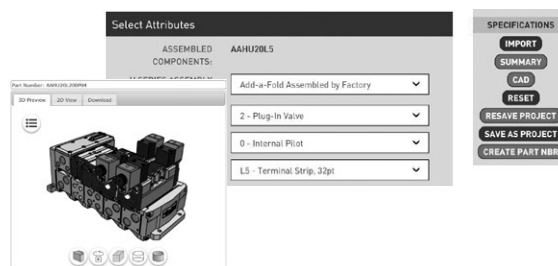 Select Attributes
ASSEMBLED
COMPONENTS:
AAHU20L5
Add-a-Fold Assembled by Factory
2 - Plug-In Valve
0 - Internal Pilot
L5 - Terminal Strip, 32pt
Part Number: AAHU20L200P04
3D Preview
2D View
Download
SPECIFICATIONS
IMPORT
SUMMARY
CAD
RESET
RESAVE PROJECT
SAVE AS PROJECT
CREATE PART NBR